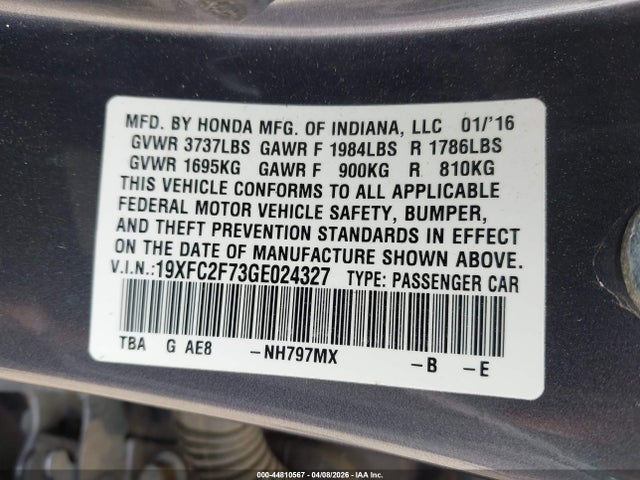 MFD. BY HONDA MFG. OF INDIANA, LLC 01/'16
GVWR 3737LBS GAWR F 1984LBS R 1786LBS
GVWR 1695KG GAWR F 900KG R 810KG
THIS VEHICLE CONFORMS TO ALL APPLICABLE
FEDERAL MOTOR VEHICLE SAFETY, BUMPER,
AND THEFT PREVENTION STANDARDS IN EFFECT
ON THE DATE OF MANUFACTURE SHOWN ABOVE.
V.I.N.:19XFC2F73GE024327 TYPE: PASSENGER CAR
TBA G AE8 -NH797MX -B -E
000-44810567 - 04/08/2026 - IAA Inc.